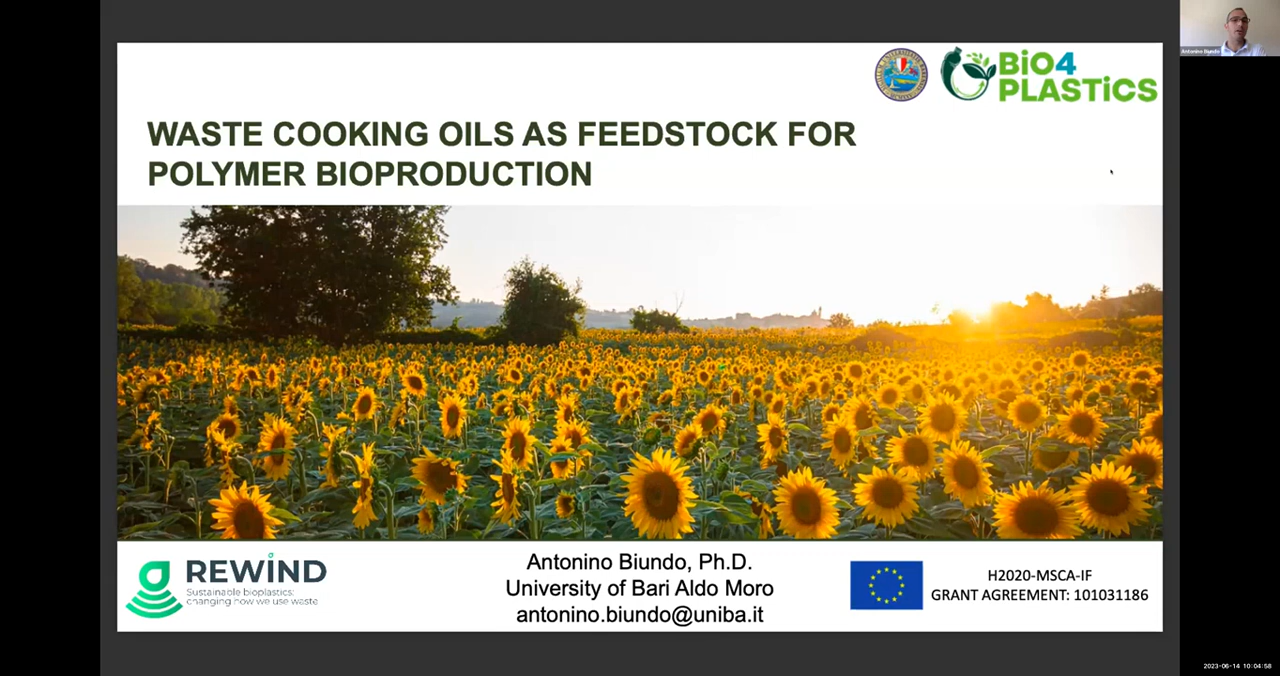 Antonino Biundo
BiO4
PLASTiCS
WASTE COOKING OILS AS FEEDSTOCK FOR
POLYMER BIOPRODUCTION
REWIND
Sustainable bioplastics:
changing how we use waste
Antonino Biundo, Ph.D.
University of Bari Aldo Moro
antonino.biundo@uniba.it
H2020-MSCA-IF
GRANT AGREEMENT: 101031186
2023-06-14 10:04:58